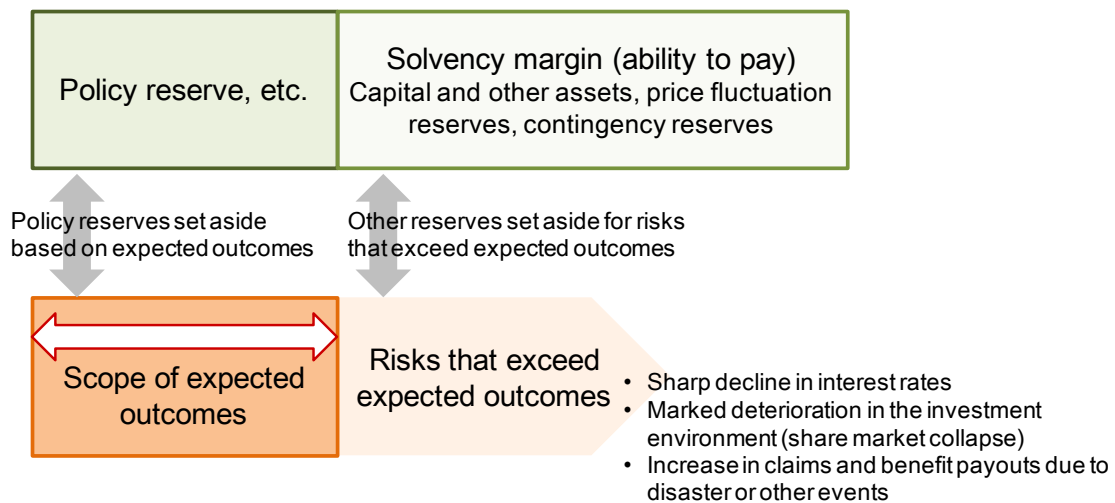 Policy reserve, etc.
Solvency margin (ability to pay)
Capital and other assets, price fluctuation
reserves, contingency reserves
Policy reserves set aside
based on expected outcomes
Other reserves set aside for risks
that exceed expected outcomes
Scope of expected
outcomes
Risks that exceed
expected outcomes
• Sharp decline in interest rates
• Marked deterioration in the investment
environment (share market collapse)
• Increase in claims and benefit payouts due to
disaster or other events